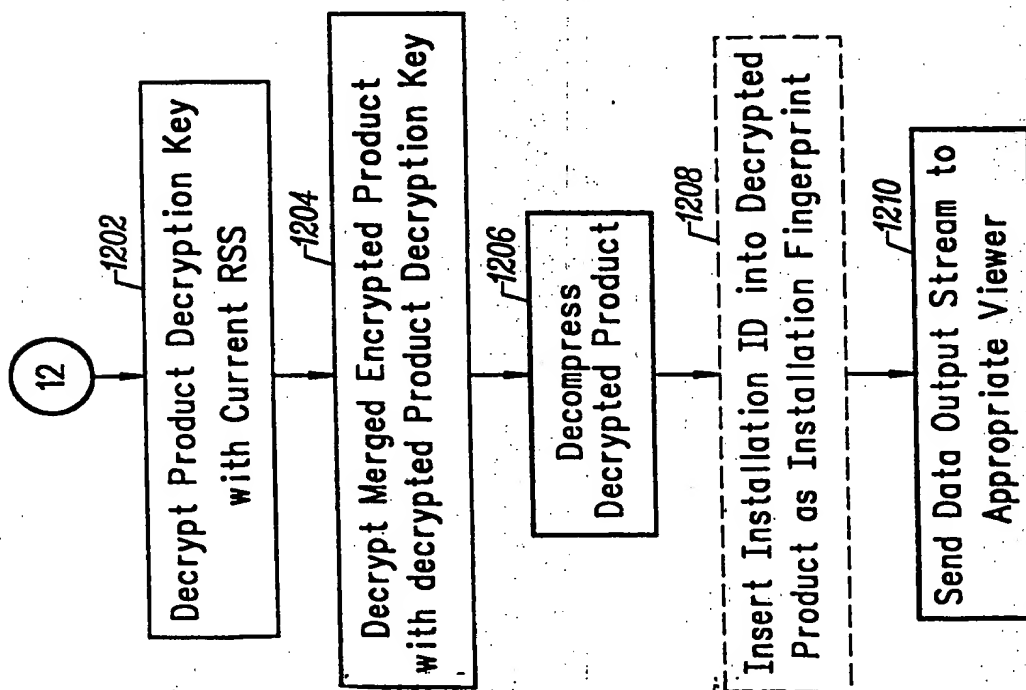 12
1202
Decrypt Product Decryption Key
with Current RSS
1204
Decrypt Merged Encrypted Product
with decrypted Product Decryption Key
1206
Decompress
Decrypted Product
1208
Insert Installation ID into Decrypted
Product as Installation Fingerprint
1210
Send Data Output Stream to
Appropriate Viewer